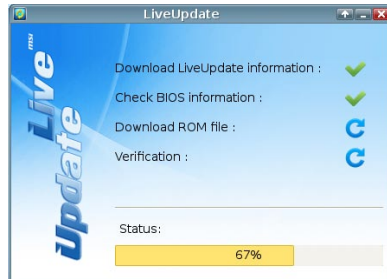 LiveUpdate
msi
Live
Update
Download LiveUpdate information :
Check BIOS information :
Download ROM file :
Verification :
Status:
67%